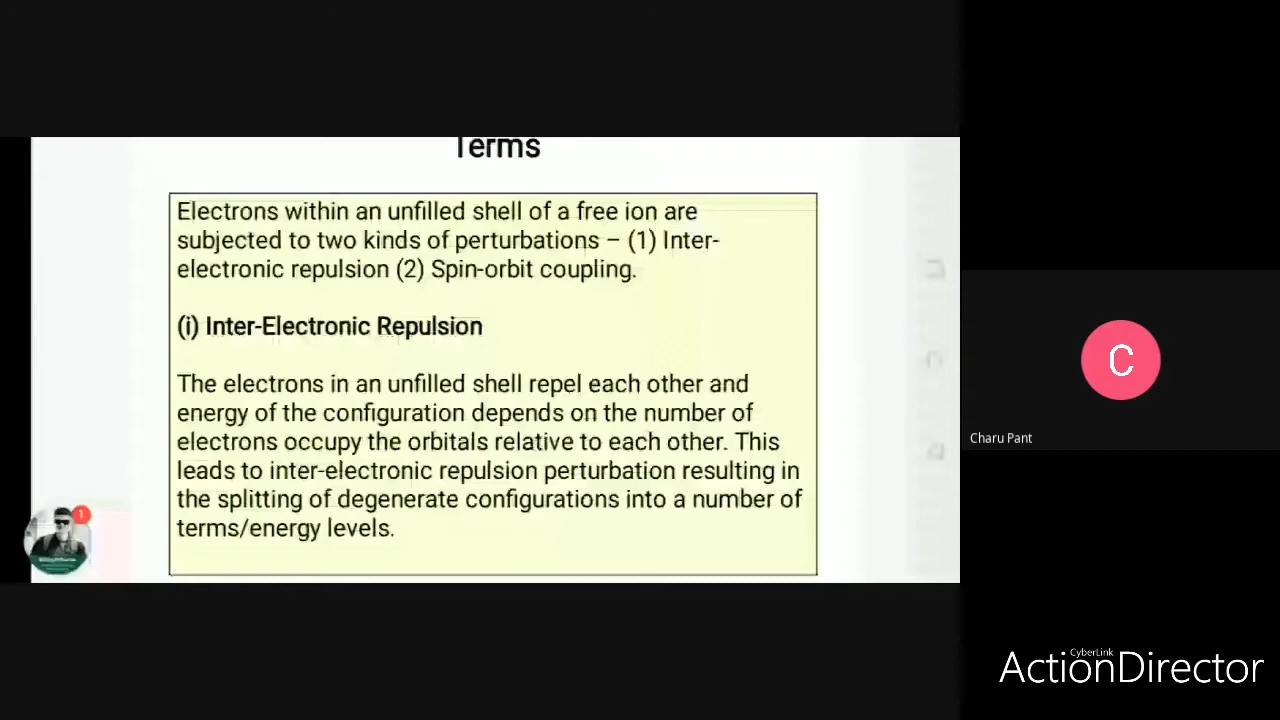 Terms
Electrons within an unfilled shell of a free ion are
subjected to two kinds of perturbations – (1) Inter-
electronic repulsion (2) Spin-orbit coupling.
(i) Inter-Electronic Repulsion
The electrons in an unfilled shell repel each other and
energy of the configuration depends on the number of
electrons occupy the orbitals relative to each other. This
leads to inter-electronic repulsion perturbation resulting in
the splitting of degenerate configurations into a number of
terms/energy levels.
1
C
Charu Pant
CyberLink
ActionDirector